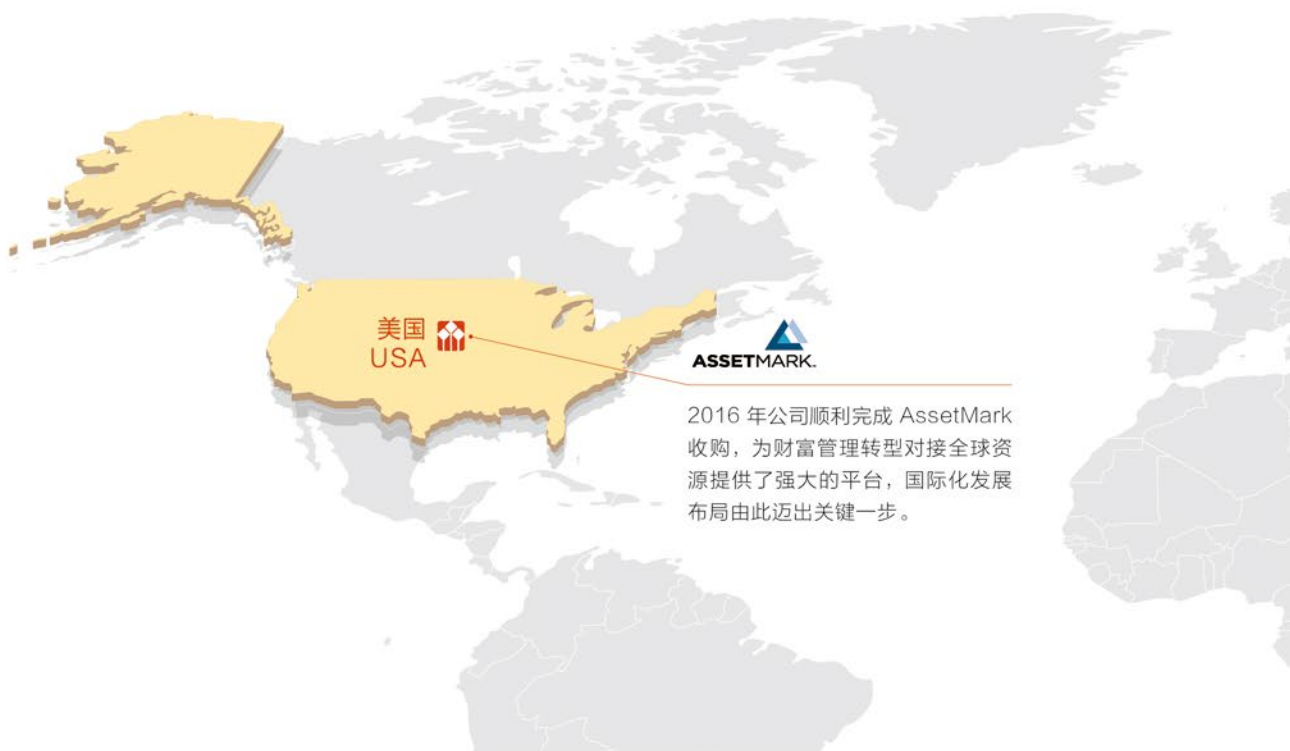 美国
USA
ASSETMARK™
2016 年公司顺利完成 AssetMark
收购，为财富管理转型对接全球资
源提供了强大的平台，国际化发展
布局由此迈出关键一步。